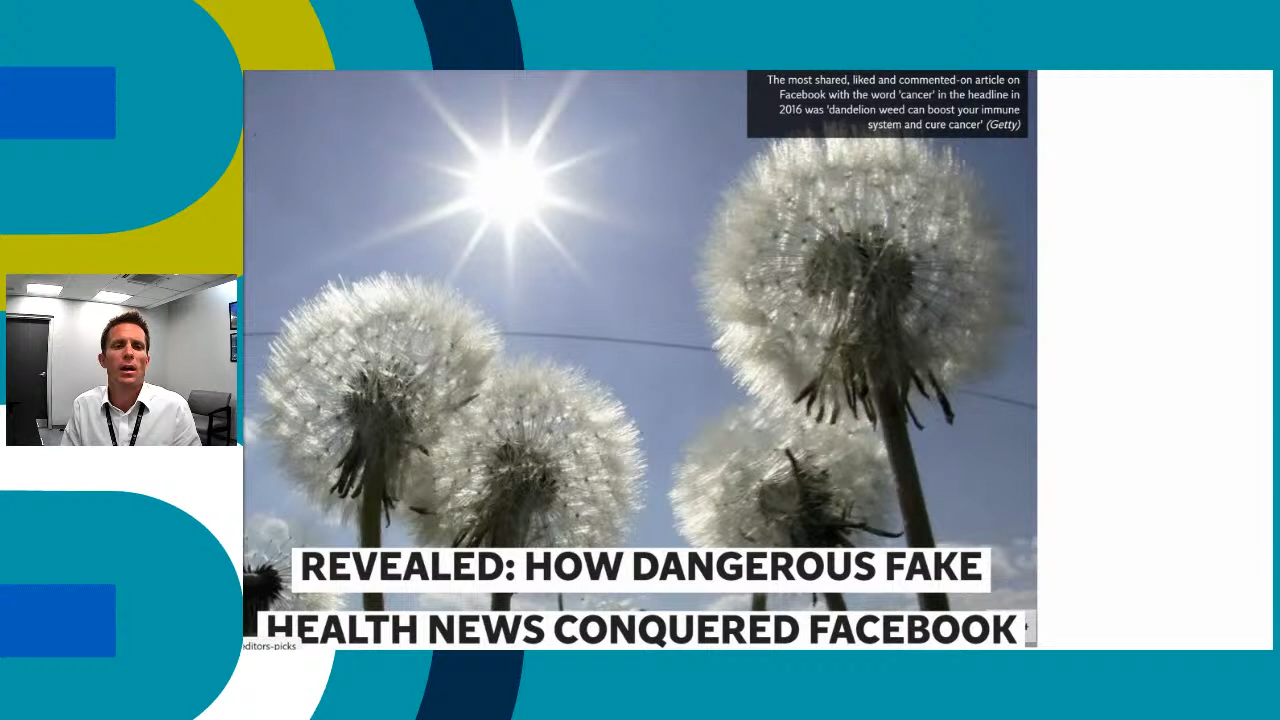 The most shared, liked and commented-on article on
Facebook with the word 'cancer' in the headline in
2016 was 'dandelion weed can boost your immune
system and cure cancer' (Getty)
REVEALED: HOW DANGEROUS FAKE
HEALTH NEWS CONQUERED FACEBOOK
editors-picks